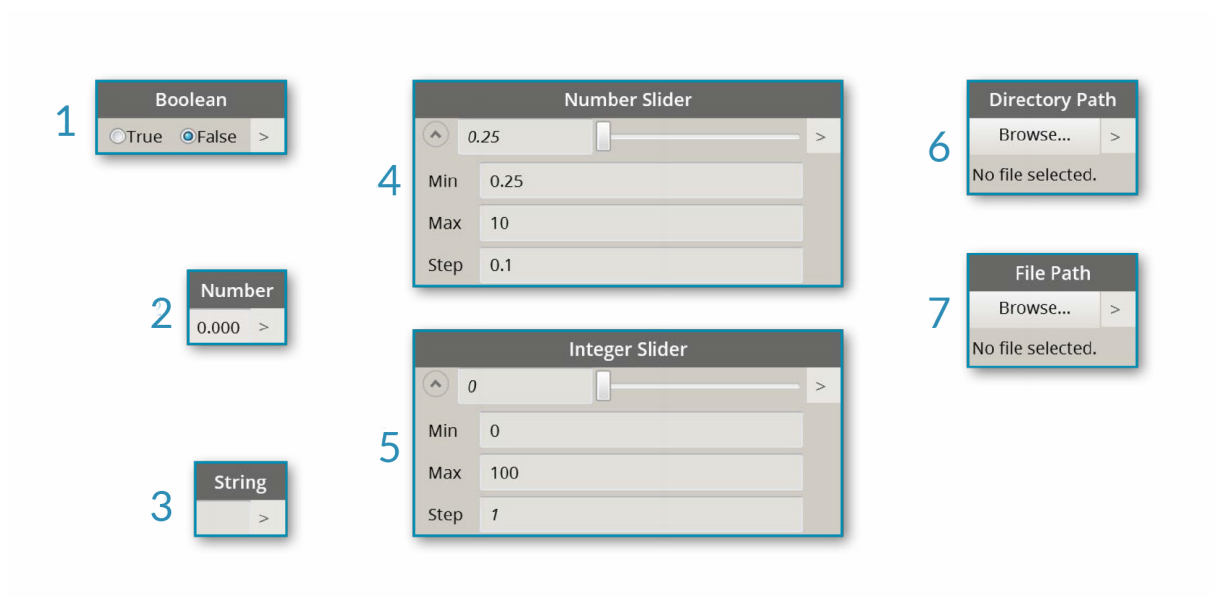 1
Boolean
True False >
2
Number
0.000 >
3
String
>
4
Number Slider
0.25 >
Min 0.25
Max 10
Step 0.1
5
Integer Slider
0 >
Min 0
Max 100
Step 1
6
Directory Path
Browse... >
No file selected.
7
File Path
Browse... >
No file selected.